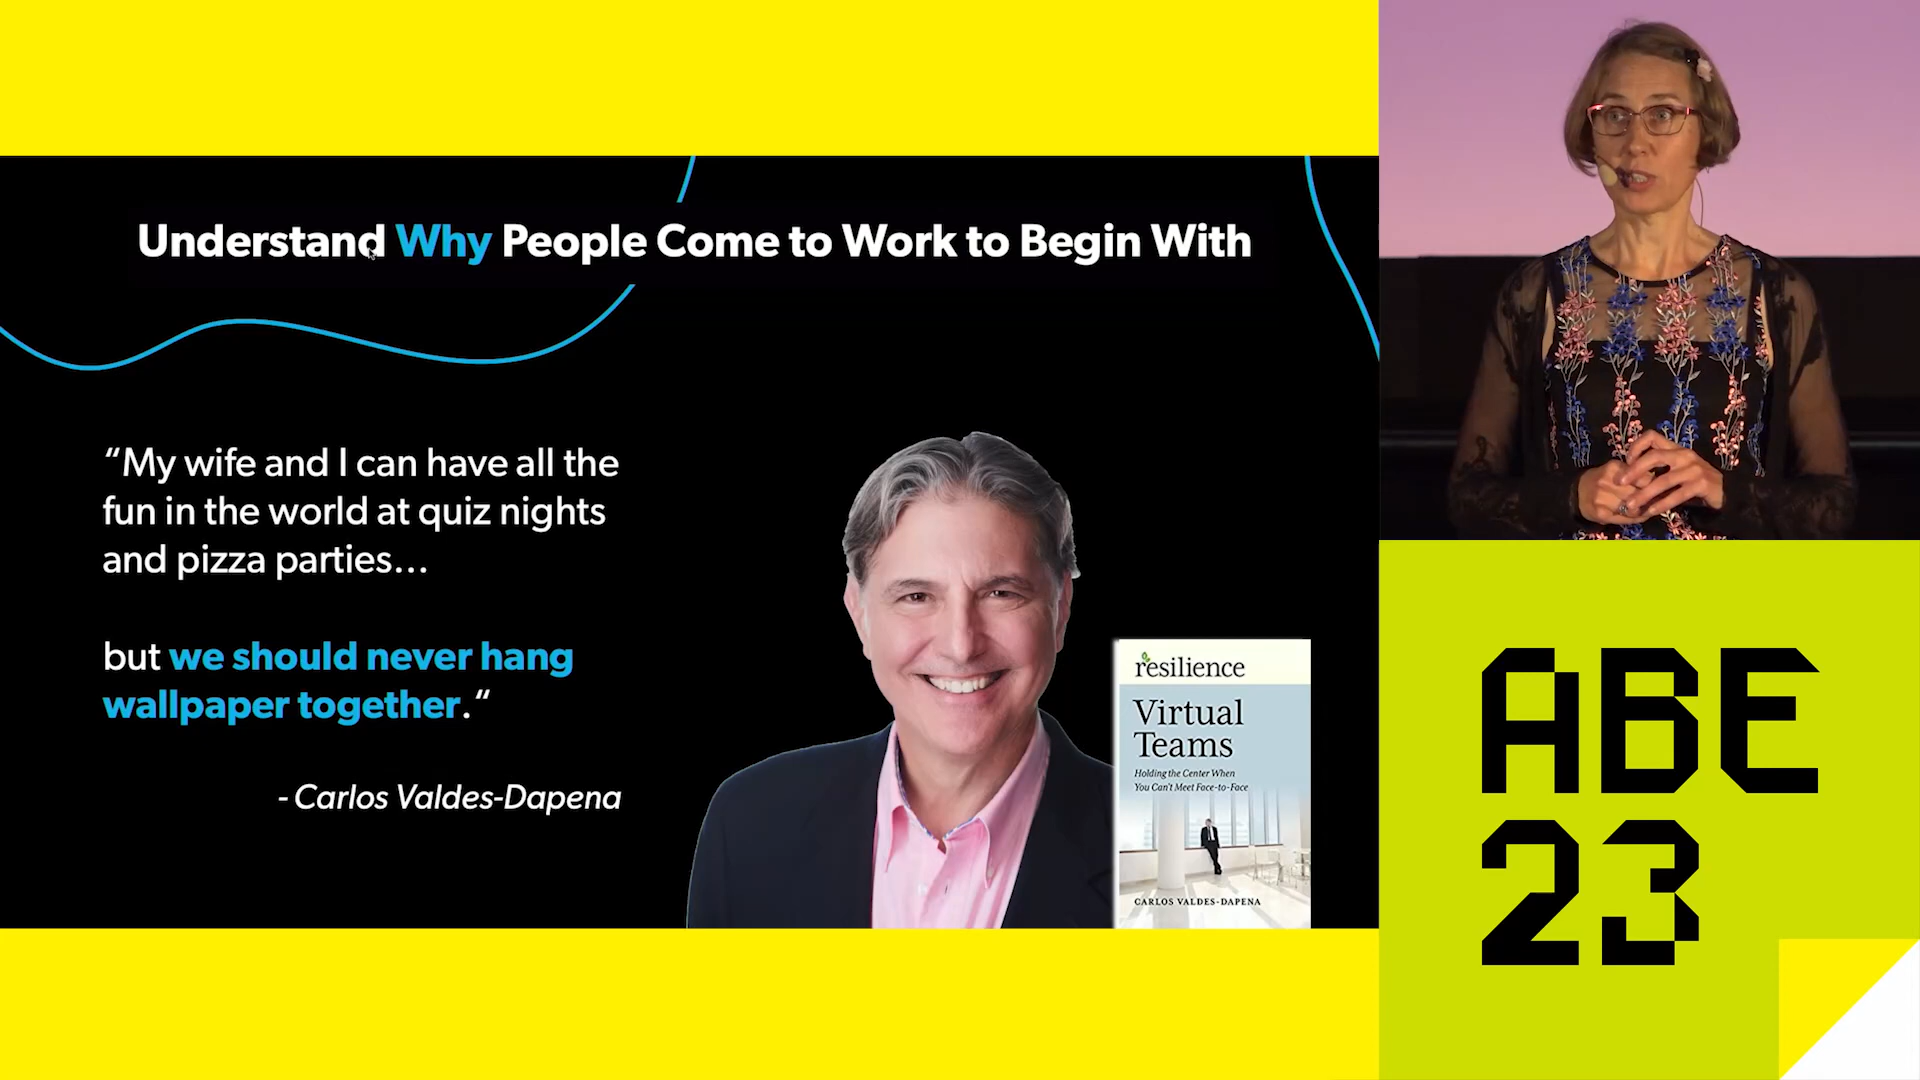 Understand Why People Come to Work to Begin With
“My wife and I can have all the
fun in the world at quiz nights
and pizza parties...
but we should never hang
wallpaper together.“
- Carlos Valdes-Dapena
resilience
Virtual
Teams
Holding the Center When
You Can't Meet Face-to-Face
CARLOS VALDES-DAPENA
ABE
23